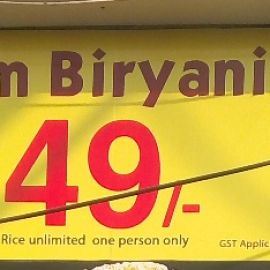 m Biryani
49/-
Rice unlimited one person only
GST Applic